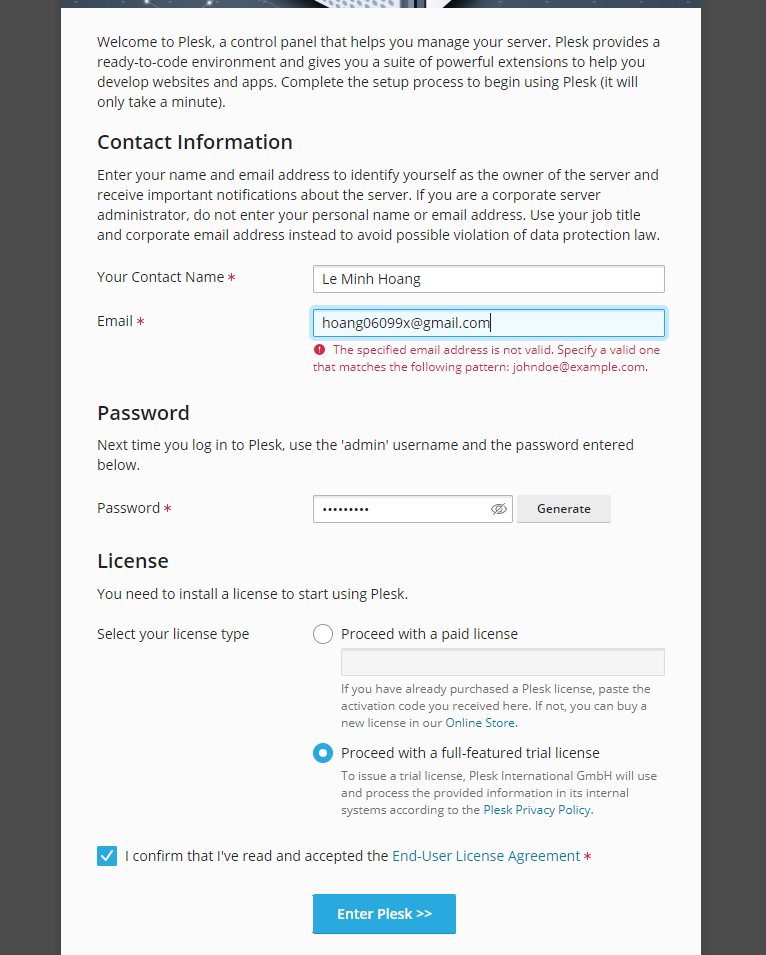 Welcome to Plesk, a control panel that helps you manage your server. Plesk provides a
ready-to-code environment and gives you a suite of powerful extensions to help you
develop websites and apps. Complete the setup process to begin using Plesk (it will
only take a minute).
Contact Information
Enter your name and email address to identify yourself as the owner of the server and
receive important notifications about the server. If you are a corporate server
administrator, do not enter your personal name or email address. Use your job title
and corporate email address instead to avoid possible violation of data protection law.
Your Contact Name *
Le Minh Hoang
Email *
hoang06099x@gmail.com
The specified email address is not valid. Specify a valid one
that matches the following pattern: johndoe@example.com.
Password
Next time you log in to Plesk, use the 'admin' username and the password entered
below.
Password *
•••••••••
Generate
License
You need to install a license to start using Plesk.
Select your license type
Proceed with a paid license
If you have already purchased a Plesk license, paste the
activation code you received here. If not, you can buy a
new license in our Online Store.
Proceed with a full-featured trial license
To issue a trial license, Plesk International GmbH will use
and process the provided information in its internal
systems according to the Plesk Privacy Policy.
I confirm that I've read and accepted the End-User License Agreement *
Enter Plesk >>